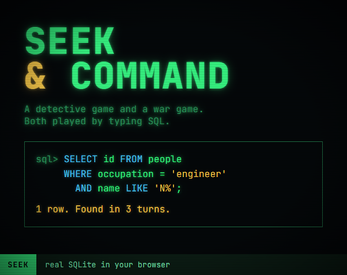 SEEK
& COMMAND
A detective game and a war game.
Both played by typing SQL.
sql> SELECT id FROM people
WHERE occupation = 'engineer'
AND name LIKE 'N%';
1 row. Found in 3 turns.
SEEK real SQLite in your browser